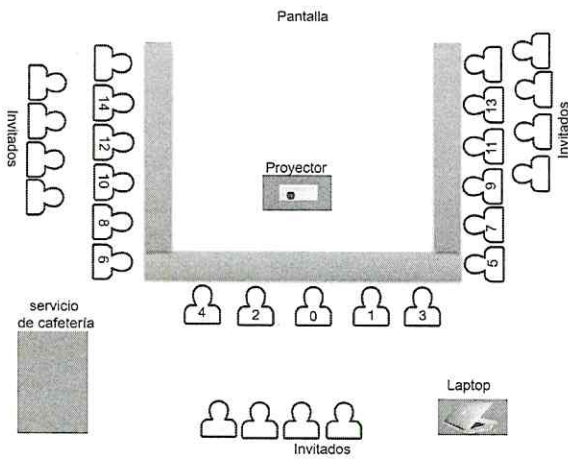 Pantalla
Invitados
14
12
10
8
6
Proyector
13
11
9
7
5
Invitados
4
2
0
1
3
servicio
de cafetería
Laptop
Invitados